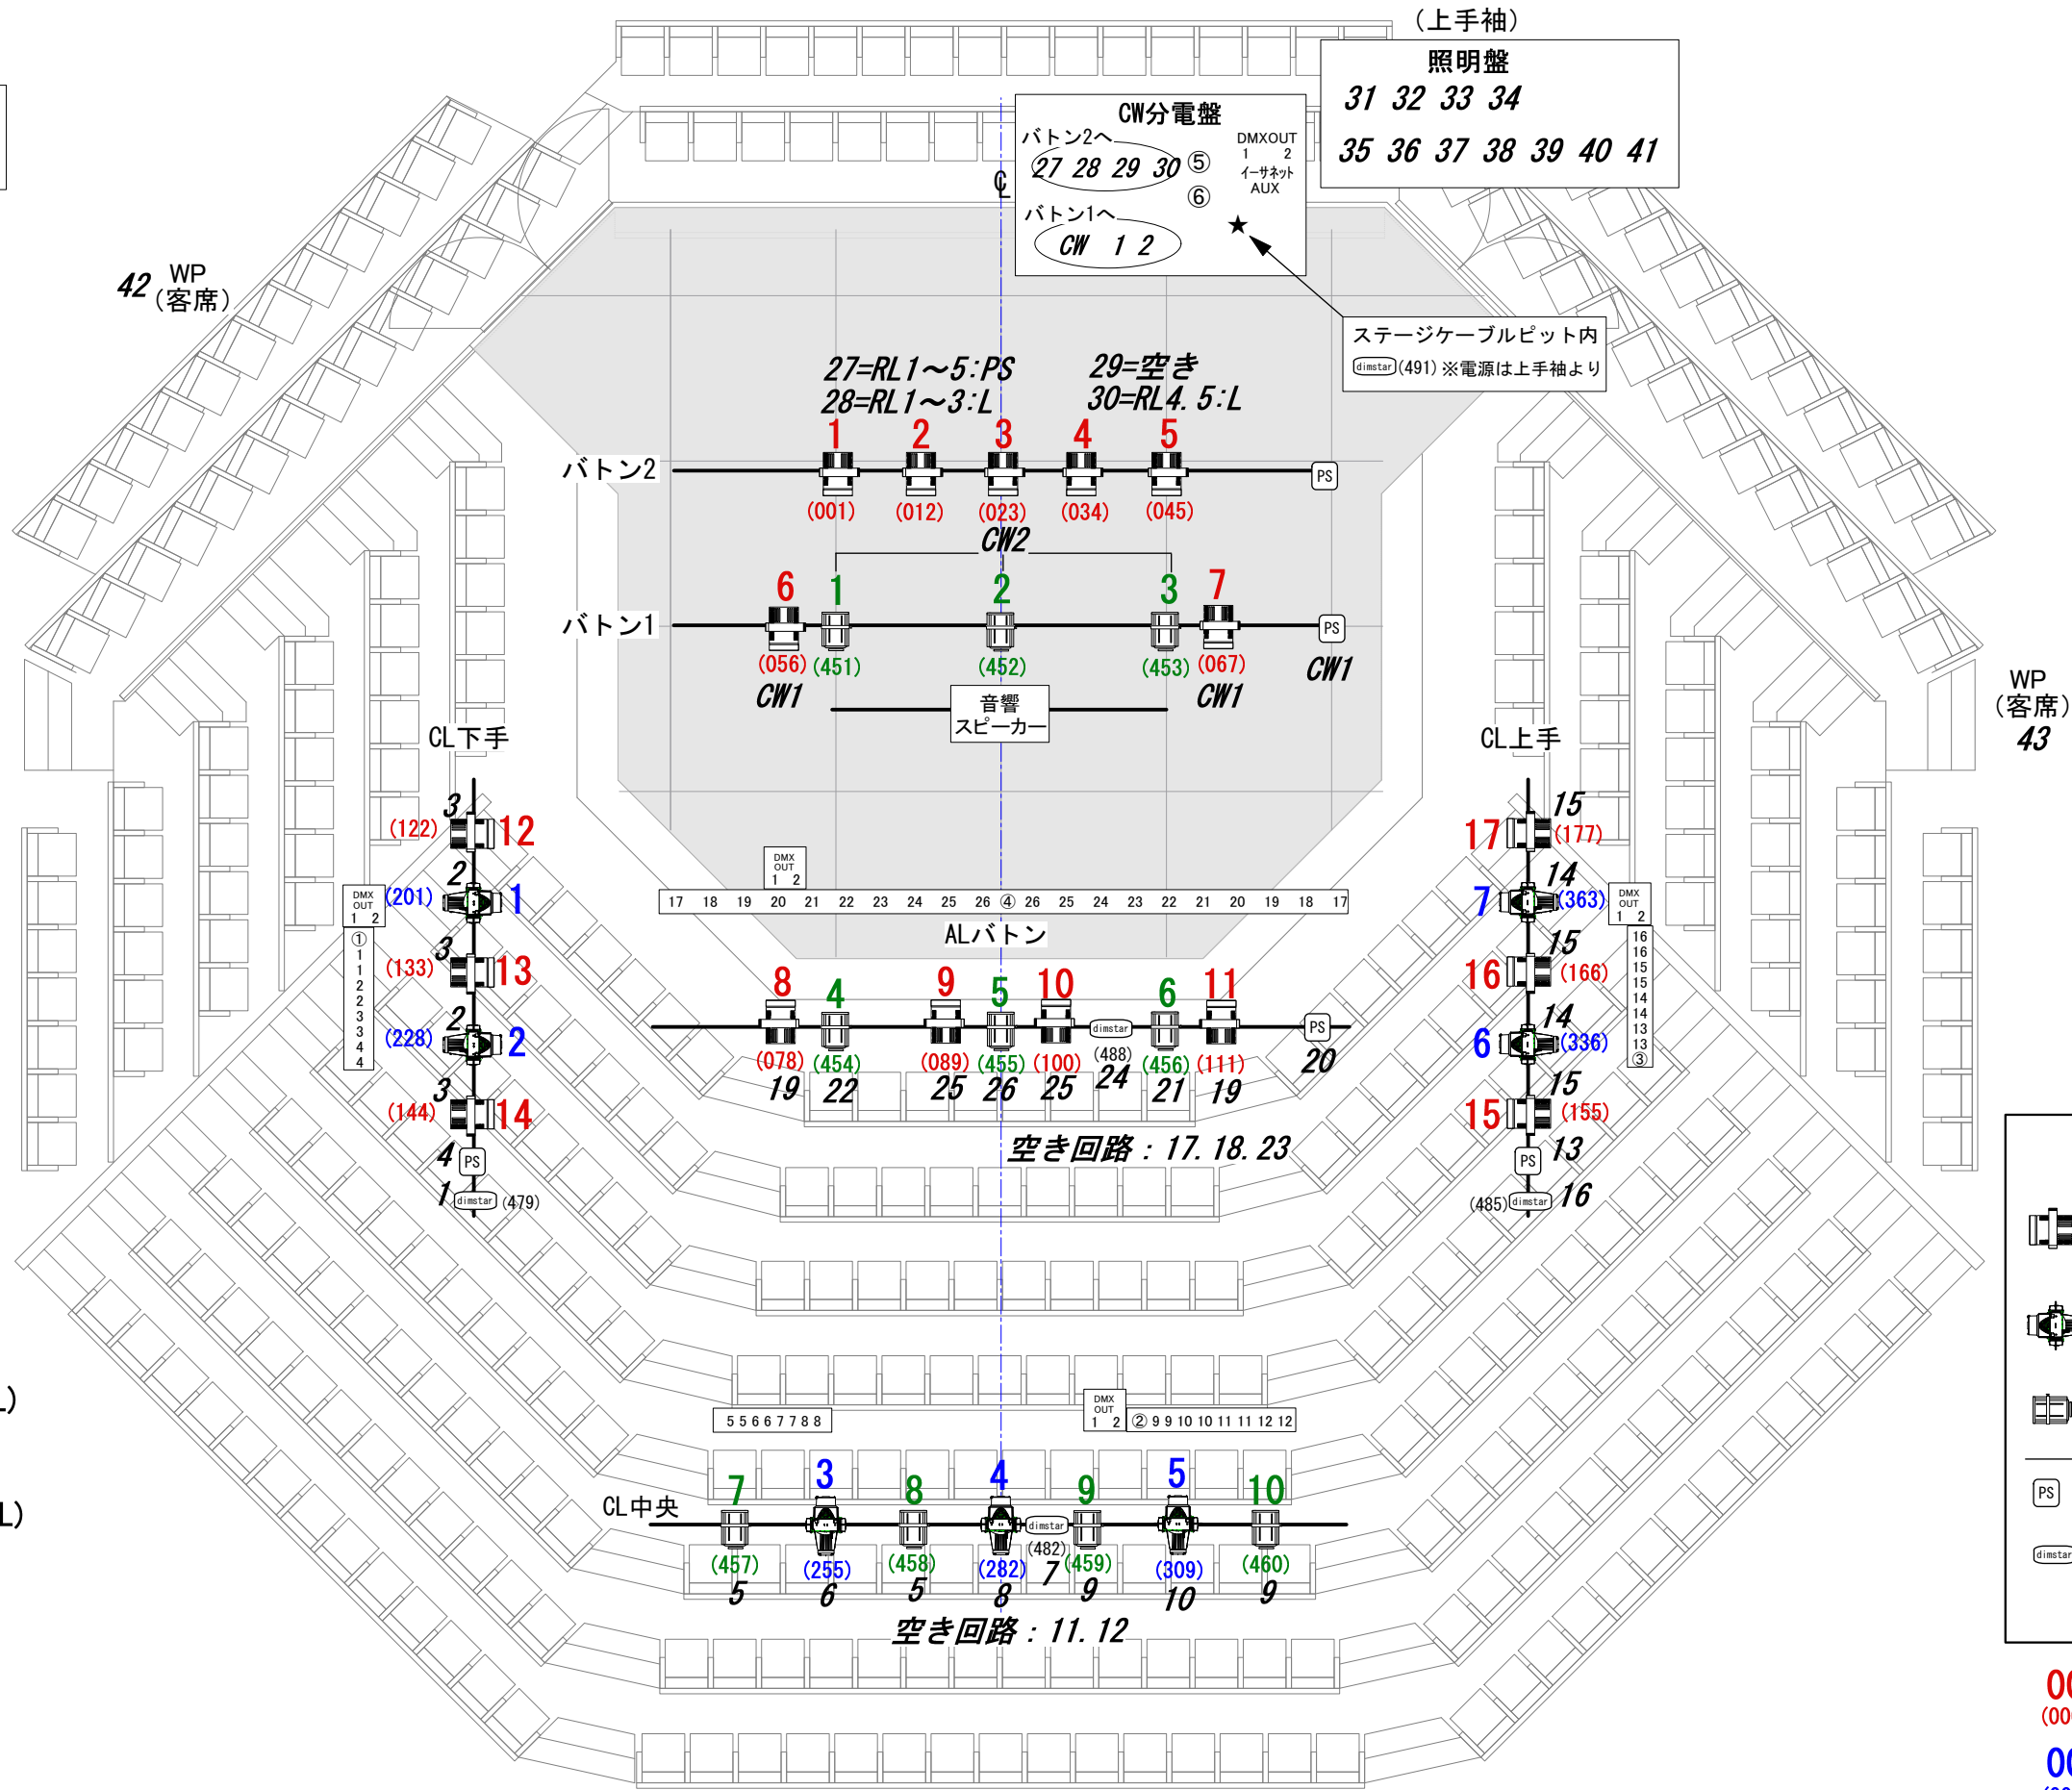 (上手袖)
照明盤
31 32 33 34
35 36 37 38 39 40 41
CW分電盤
バトン2へ
27 28 29 30 ⑤
⑥
DMXOUT
1 2
イーサネット
AUX
バトン1へ
CW 1 2
★
ステージケーブルピット内
dimstar (491) ※電源は上手袖より
42 WP
(客席)
27=RL1～5:PS
28=RL1～3:L
29=空き
30=RL4.5:L
1 2 3 4 5
バトン2
PS
(001) (012) (023) (034) (045)
CW2
6 1 2 3 7
バトン1
PS
(056) (451) (452) (453) (067)
CW1 CW1 CW1
音響
スピーカー
WP
(客席)
43
CL下手
3
(122) 12
2
(201) 1
DMX
OUT
1 2
①
1
1
2
2
3
3
4
4
3
(133) 13
2
(228) 2
3
(144) 14
4 PS
1 dimstar (479)
CL上手
15
17 (177)
14
7 (363)
DMX
OUT
1 2
16
16
15
15
14
14
13
13
③
15
16 (166)
14
6 (336)
15
15 (155)
PS 13
(485) dimstar 16
DMX
OUT
1 2
17 18 19 20 21 22 23 24 25 26 ④ 26 25 24 23 22 21 20 19 18 17
ALバトン
8 4 9 5 10 6 11
dimstar PS
(078) (454) (089) (455) (100) (488) (456) (111)
19 22 25 26 25 24 21 19 20
空き回路：17.18.23
5 5 6 6 7 7 8 8
DMX
OUT
1 2
② 9 9 10 10 11 11 12 12
7 3 8 4 9 5 10
CL中央
dimstar
(457) (255) (458) (282) (482) (459) (309) (460)
5 6 5 8 7 9 10 9
空き回路：11.12
L)
L)
PS
dimstar